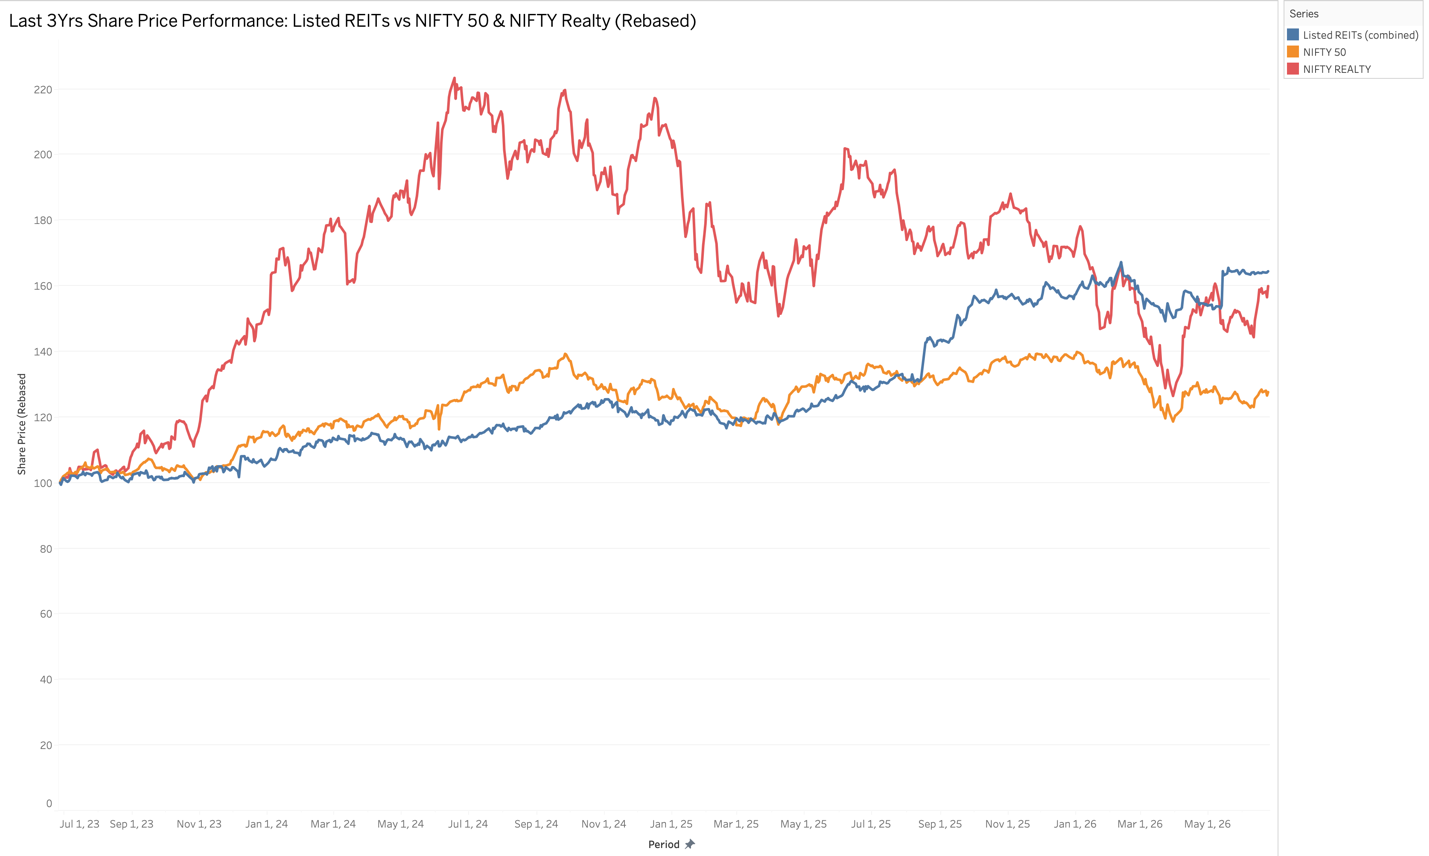 Last 3Yrs Share Price Performance: Listed REITs vs NIFTY 50 & NIFTY Realty (Rebased)
Series
Listed REITs (combined)
NIFTY 50
NIFTY REALTY
220
200
180
160
140
120
100
80
60
40
20
0
Share Price (Rebased
Jul 1, 23 Sep 1, 23 Nov 1, 23 Jan 1, 24 Mar 1, 24 May 1, 24 Jul 1, 24 Sep 1, 24 Nov 1, 24 Jan 1, 25 Mar 1, 25 May 1, 25 Jul 1, 25 Sep 1, 25 Nov 1, 25 Jan 1, 26 Mar 1, 26 May 1, 26
Period